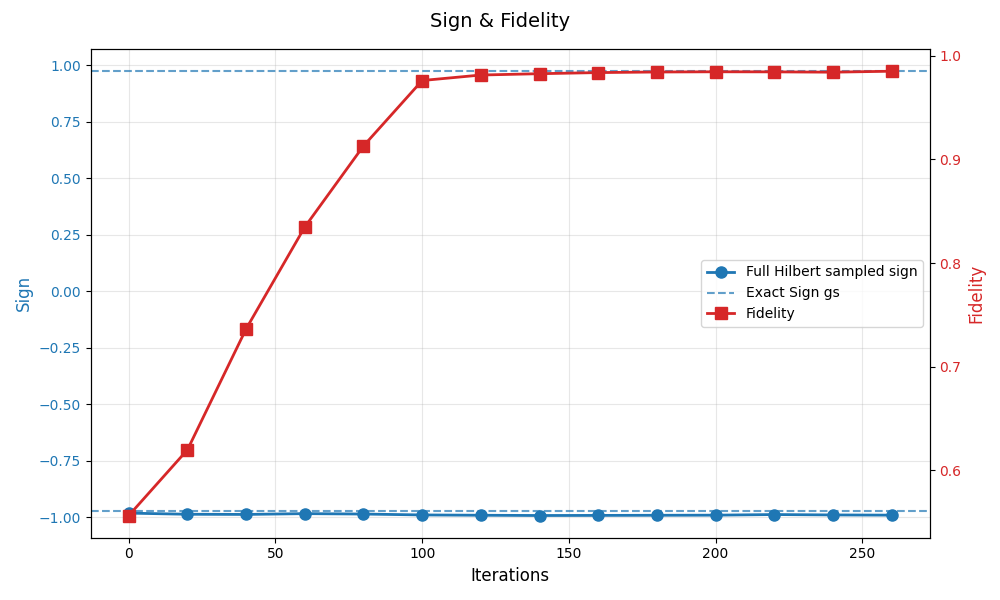 Sign & Fidelity
1.00
0.75
0.50
0.25
0.00
−0.25
−0.50
−0.75
−1.00
Sign
1.0
0.9
0.8
0.7
0.6
Fidelity
Full Hilbert sampled sign
Exact Sign gs
Fidelity
0
50
100
150
200
250
Iterations